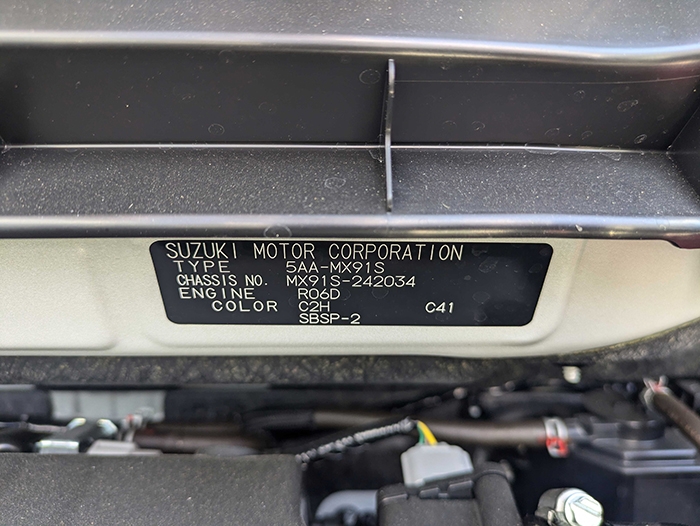 SUZUKI MOTOR CORPORATION
TYPE 5AA-MX91S
CHASSIS NO. MX91S-242034
ENGINE R06D
COLOR C2H C41
SBSP-2